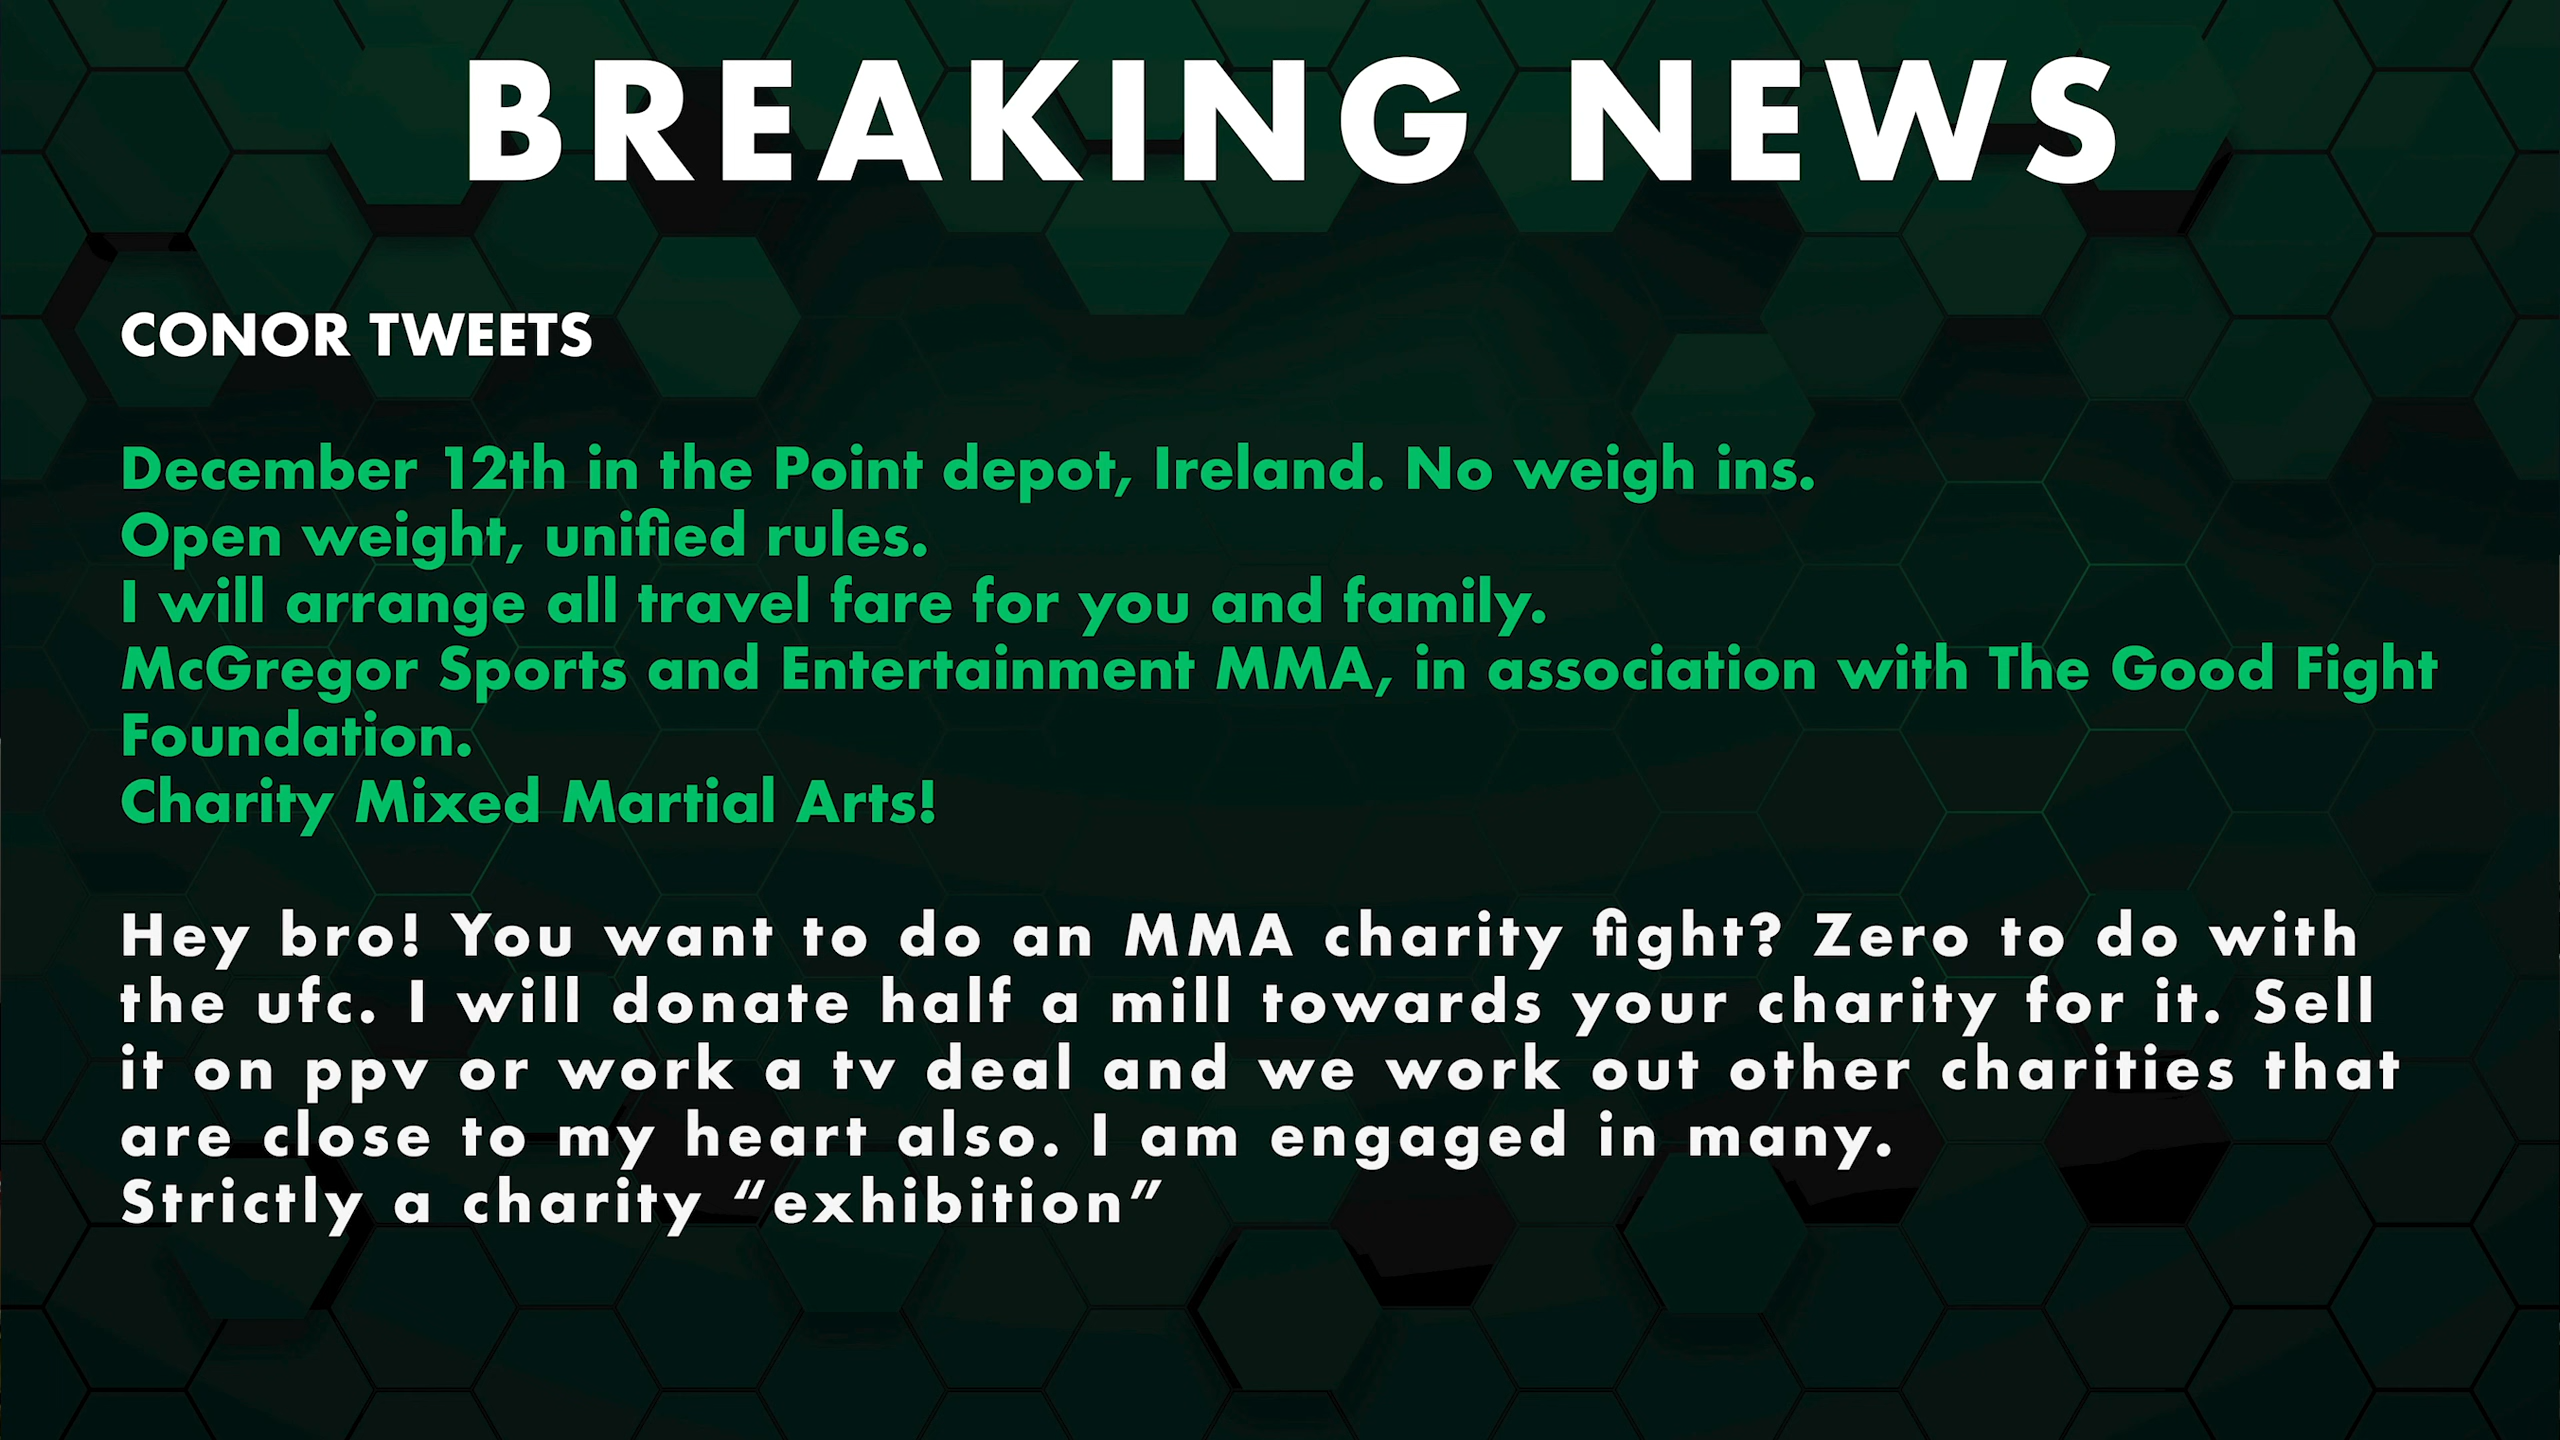 BREAKING NEWS
CONOR TWEETS
December 12th in the Point depot, Ireland. No weigh ins.
Open weight, unified rules.
I will arrange all travel fare for you and family.
McGregor Sports and Entertainment MMA, in association with The Good Fight
Foundation.
Charity Mixed Martial Arts!
Hey bro! You want to do an MMA charity fight? Zero to do with
the ufc. I will donate half a mill towards your charity for it. Sell
it on ppv or work a tv deal and we work out other charities that
are close to my heart also. I am engaged in many.
Strictly a charity “exhibition”